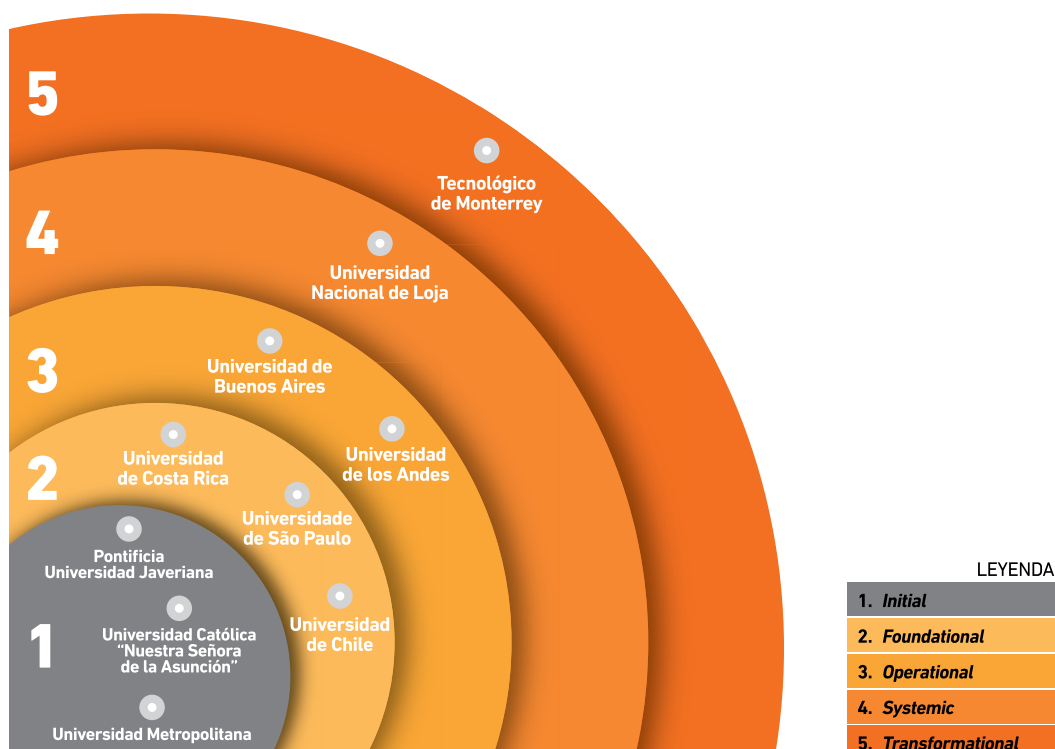 5
Tecnológico
de Monterrey
4
Universidad
Nacional de Loja
3
Universidad de
Buenos Aires
Universidad
de los Andes
2
Universidad
de Costa Rica
Universidade
de São Paulo
Universidad
de Chile
1
Pontificia
Universidad Javeriana
Universidad Católica
“Nuestra Señora
de la Asunción”
Universidad Metropolitana
LEYENDA
1. Initial
2. Foundational
3. Operational
4. Systemic
5. Transformational